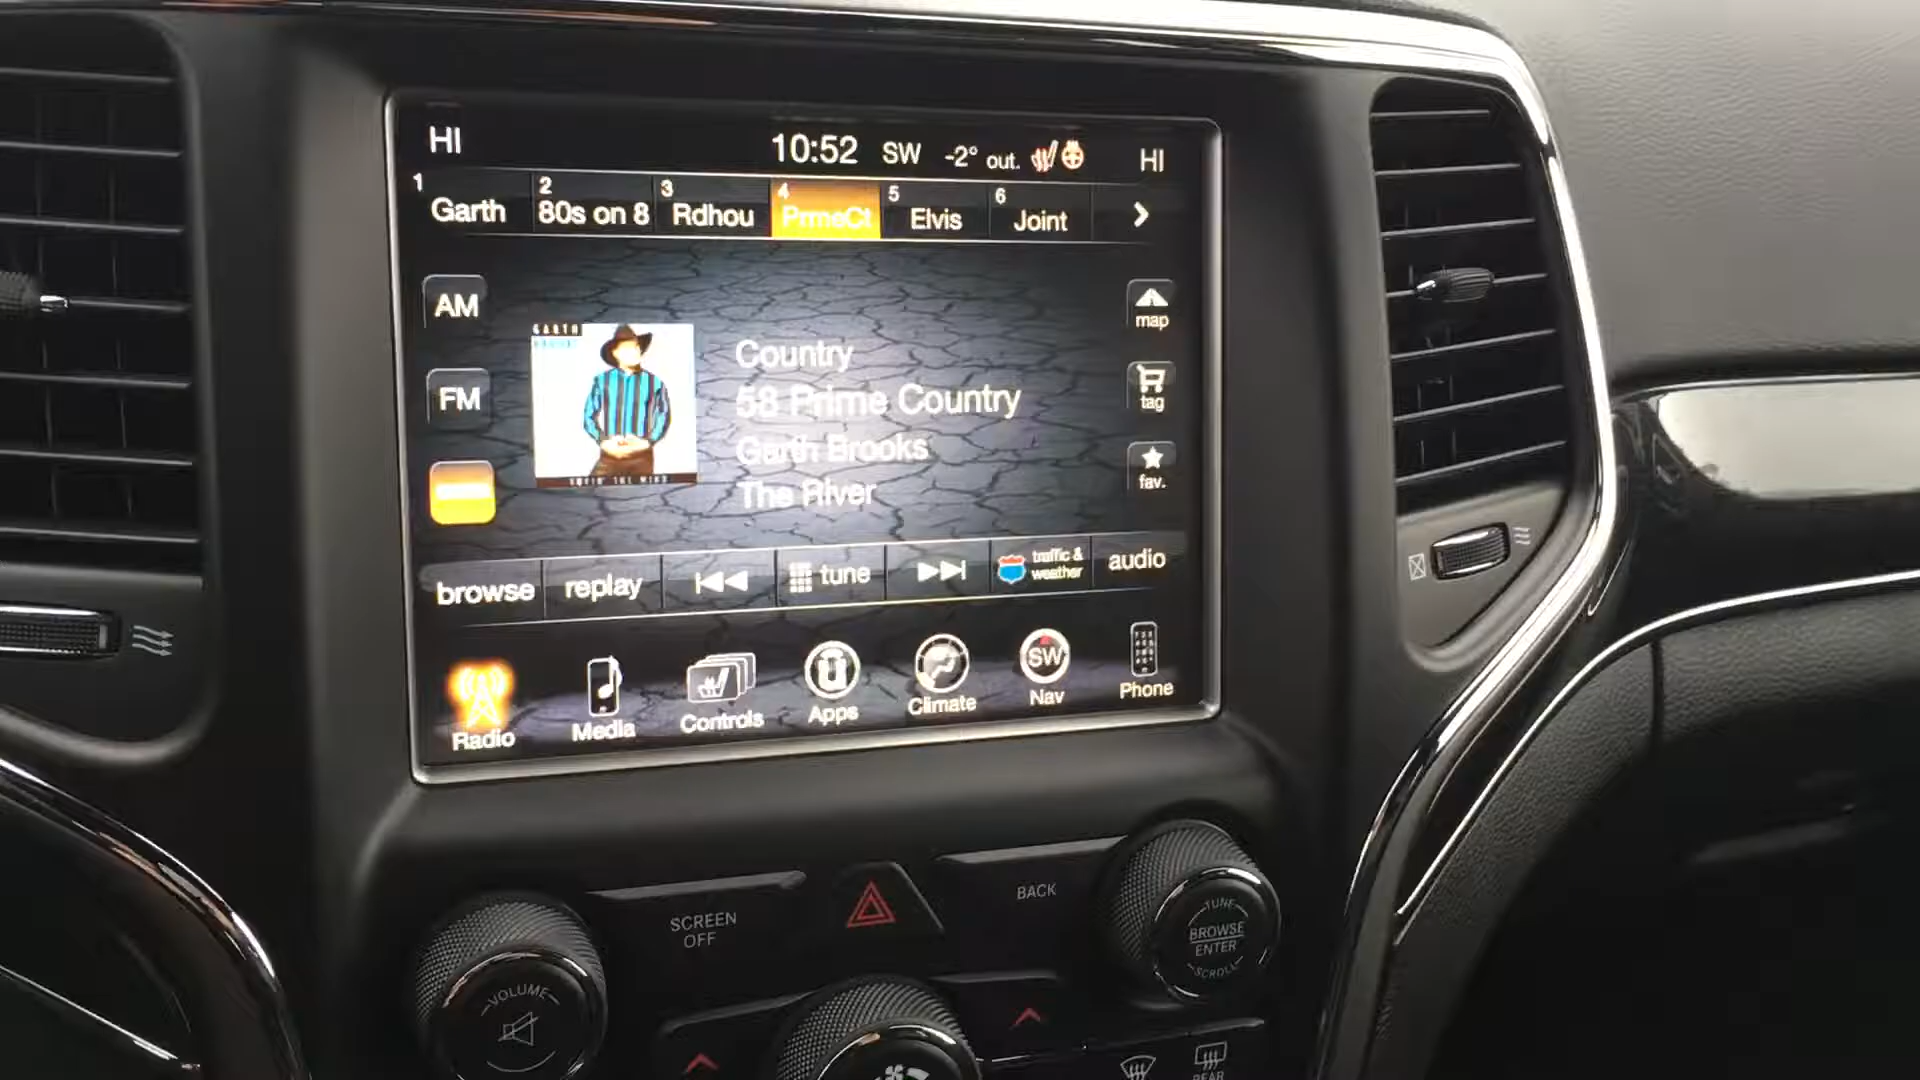 HI 10:52 SW -2° out. HI
1 Garth 2 80s on 8 3 Rdhou 4 PrmeCt 5 Elvis 6 Joint
AM
FM
GARTH
Country
58 Prime Country
Garth Brooks
The River
map
tag
fav.
browse replay tune traffic & weather audio
Radio Media Controls Apps Climate SW Nav Phone
SCREEN
OFF
BACK
TUNE
BROWSE
ENTER
SCROLL
VOLUME
REAR